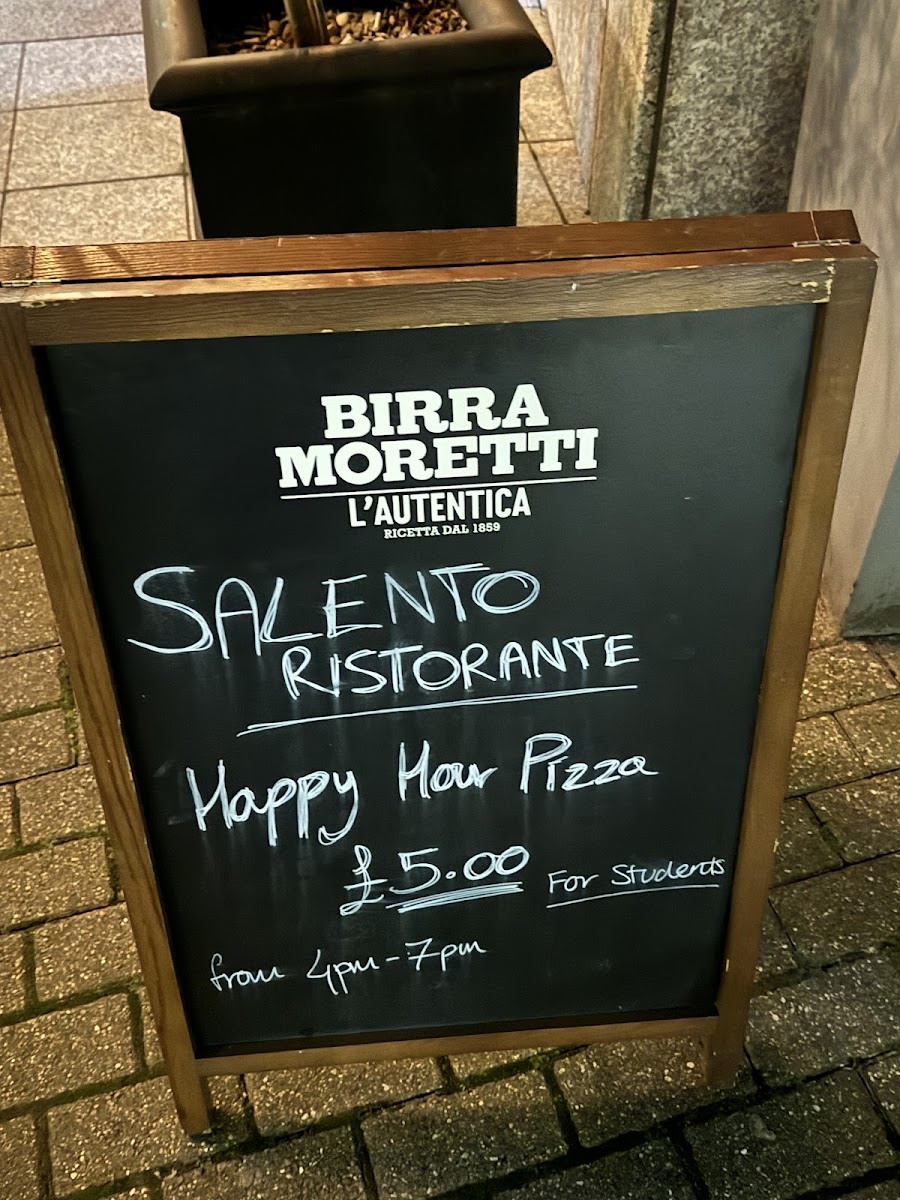 BIRRA
MORETTI
L'AUTENTICA
RICETTA DAL 1859
SALENTO
RISTORANTE
Happy Hour Pizza
£5.00 For Students
from 4pm-7pm